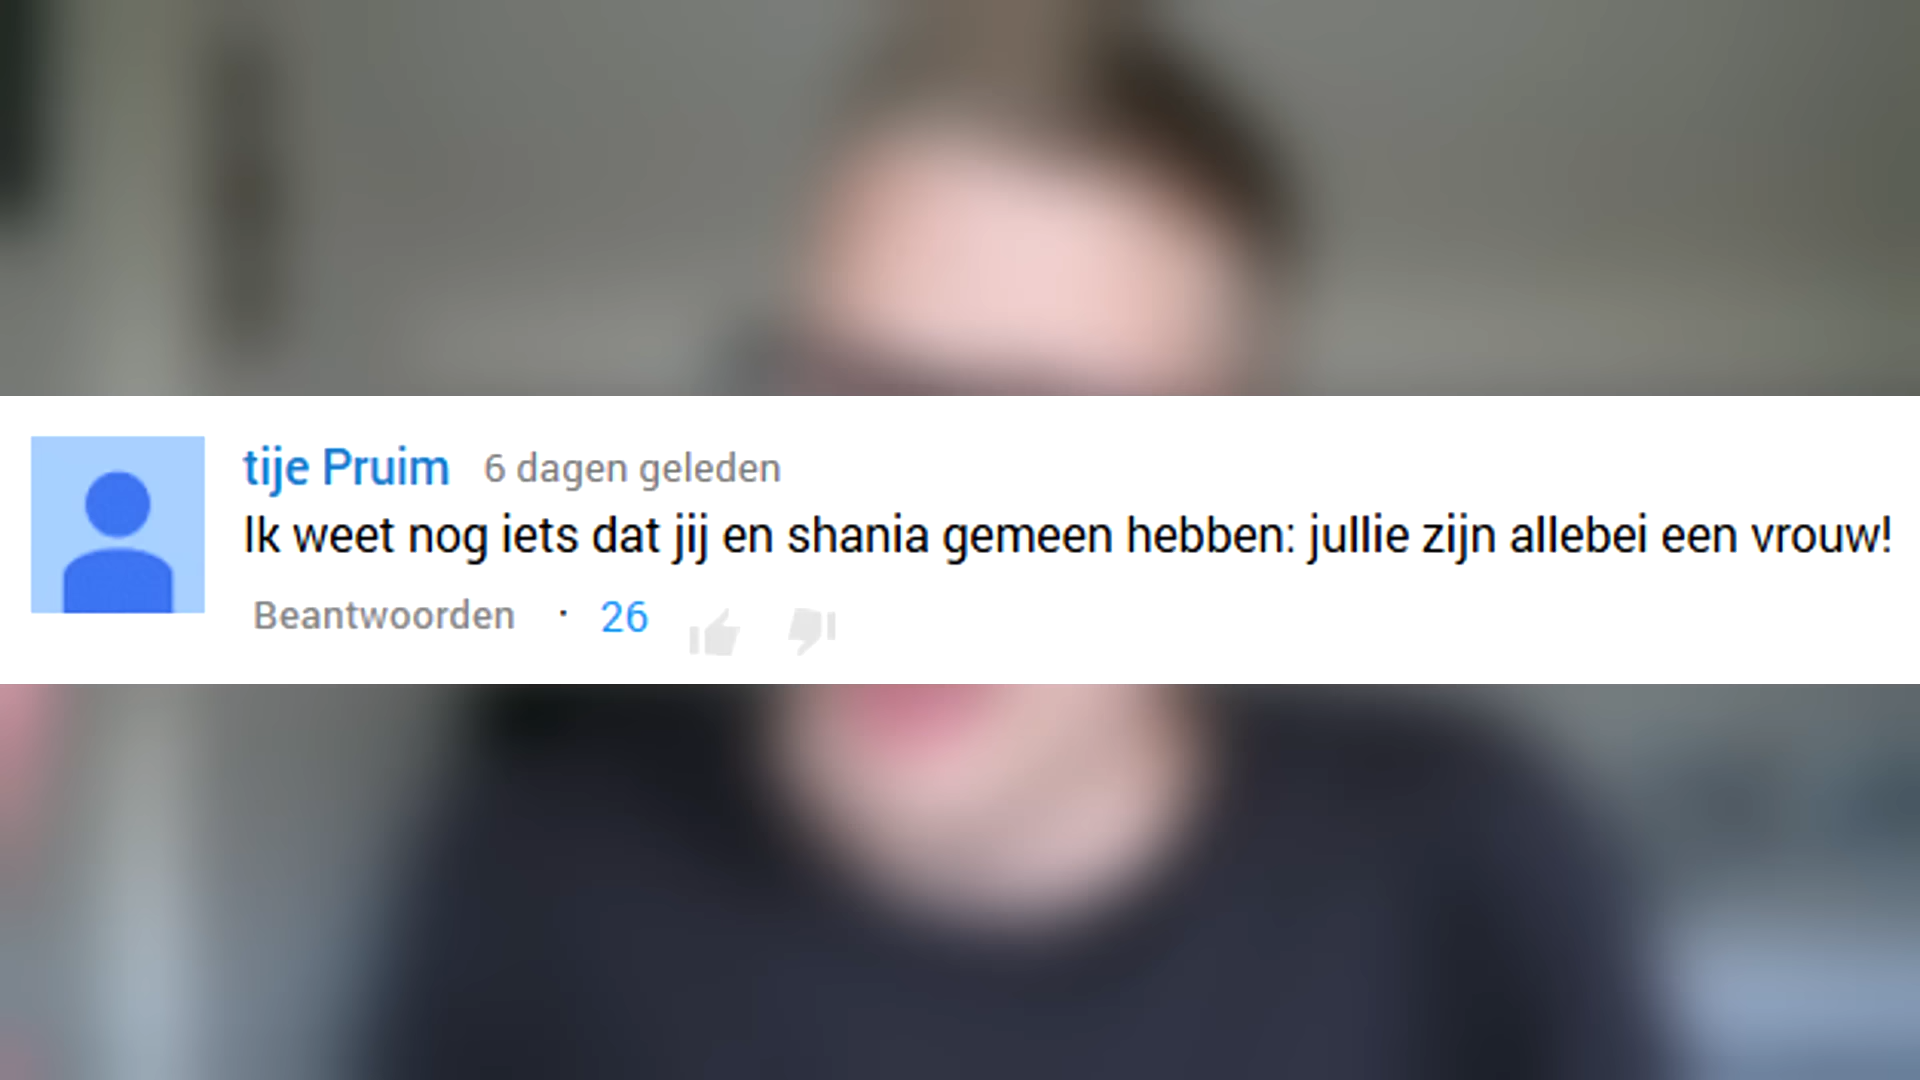 tije Pruim 6 dagen geleden
Ik weet nog iets dat jij en shania gemeen hebben: jullie zijn allebei een vrouw!
Beantwoorden · 26